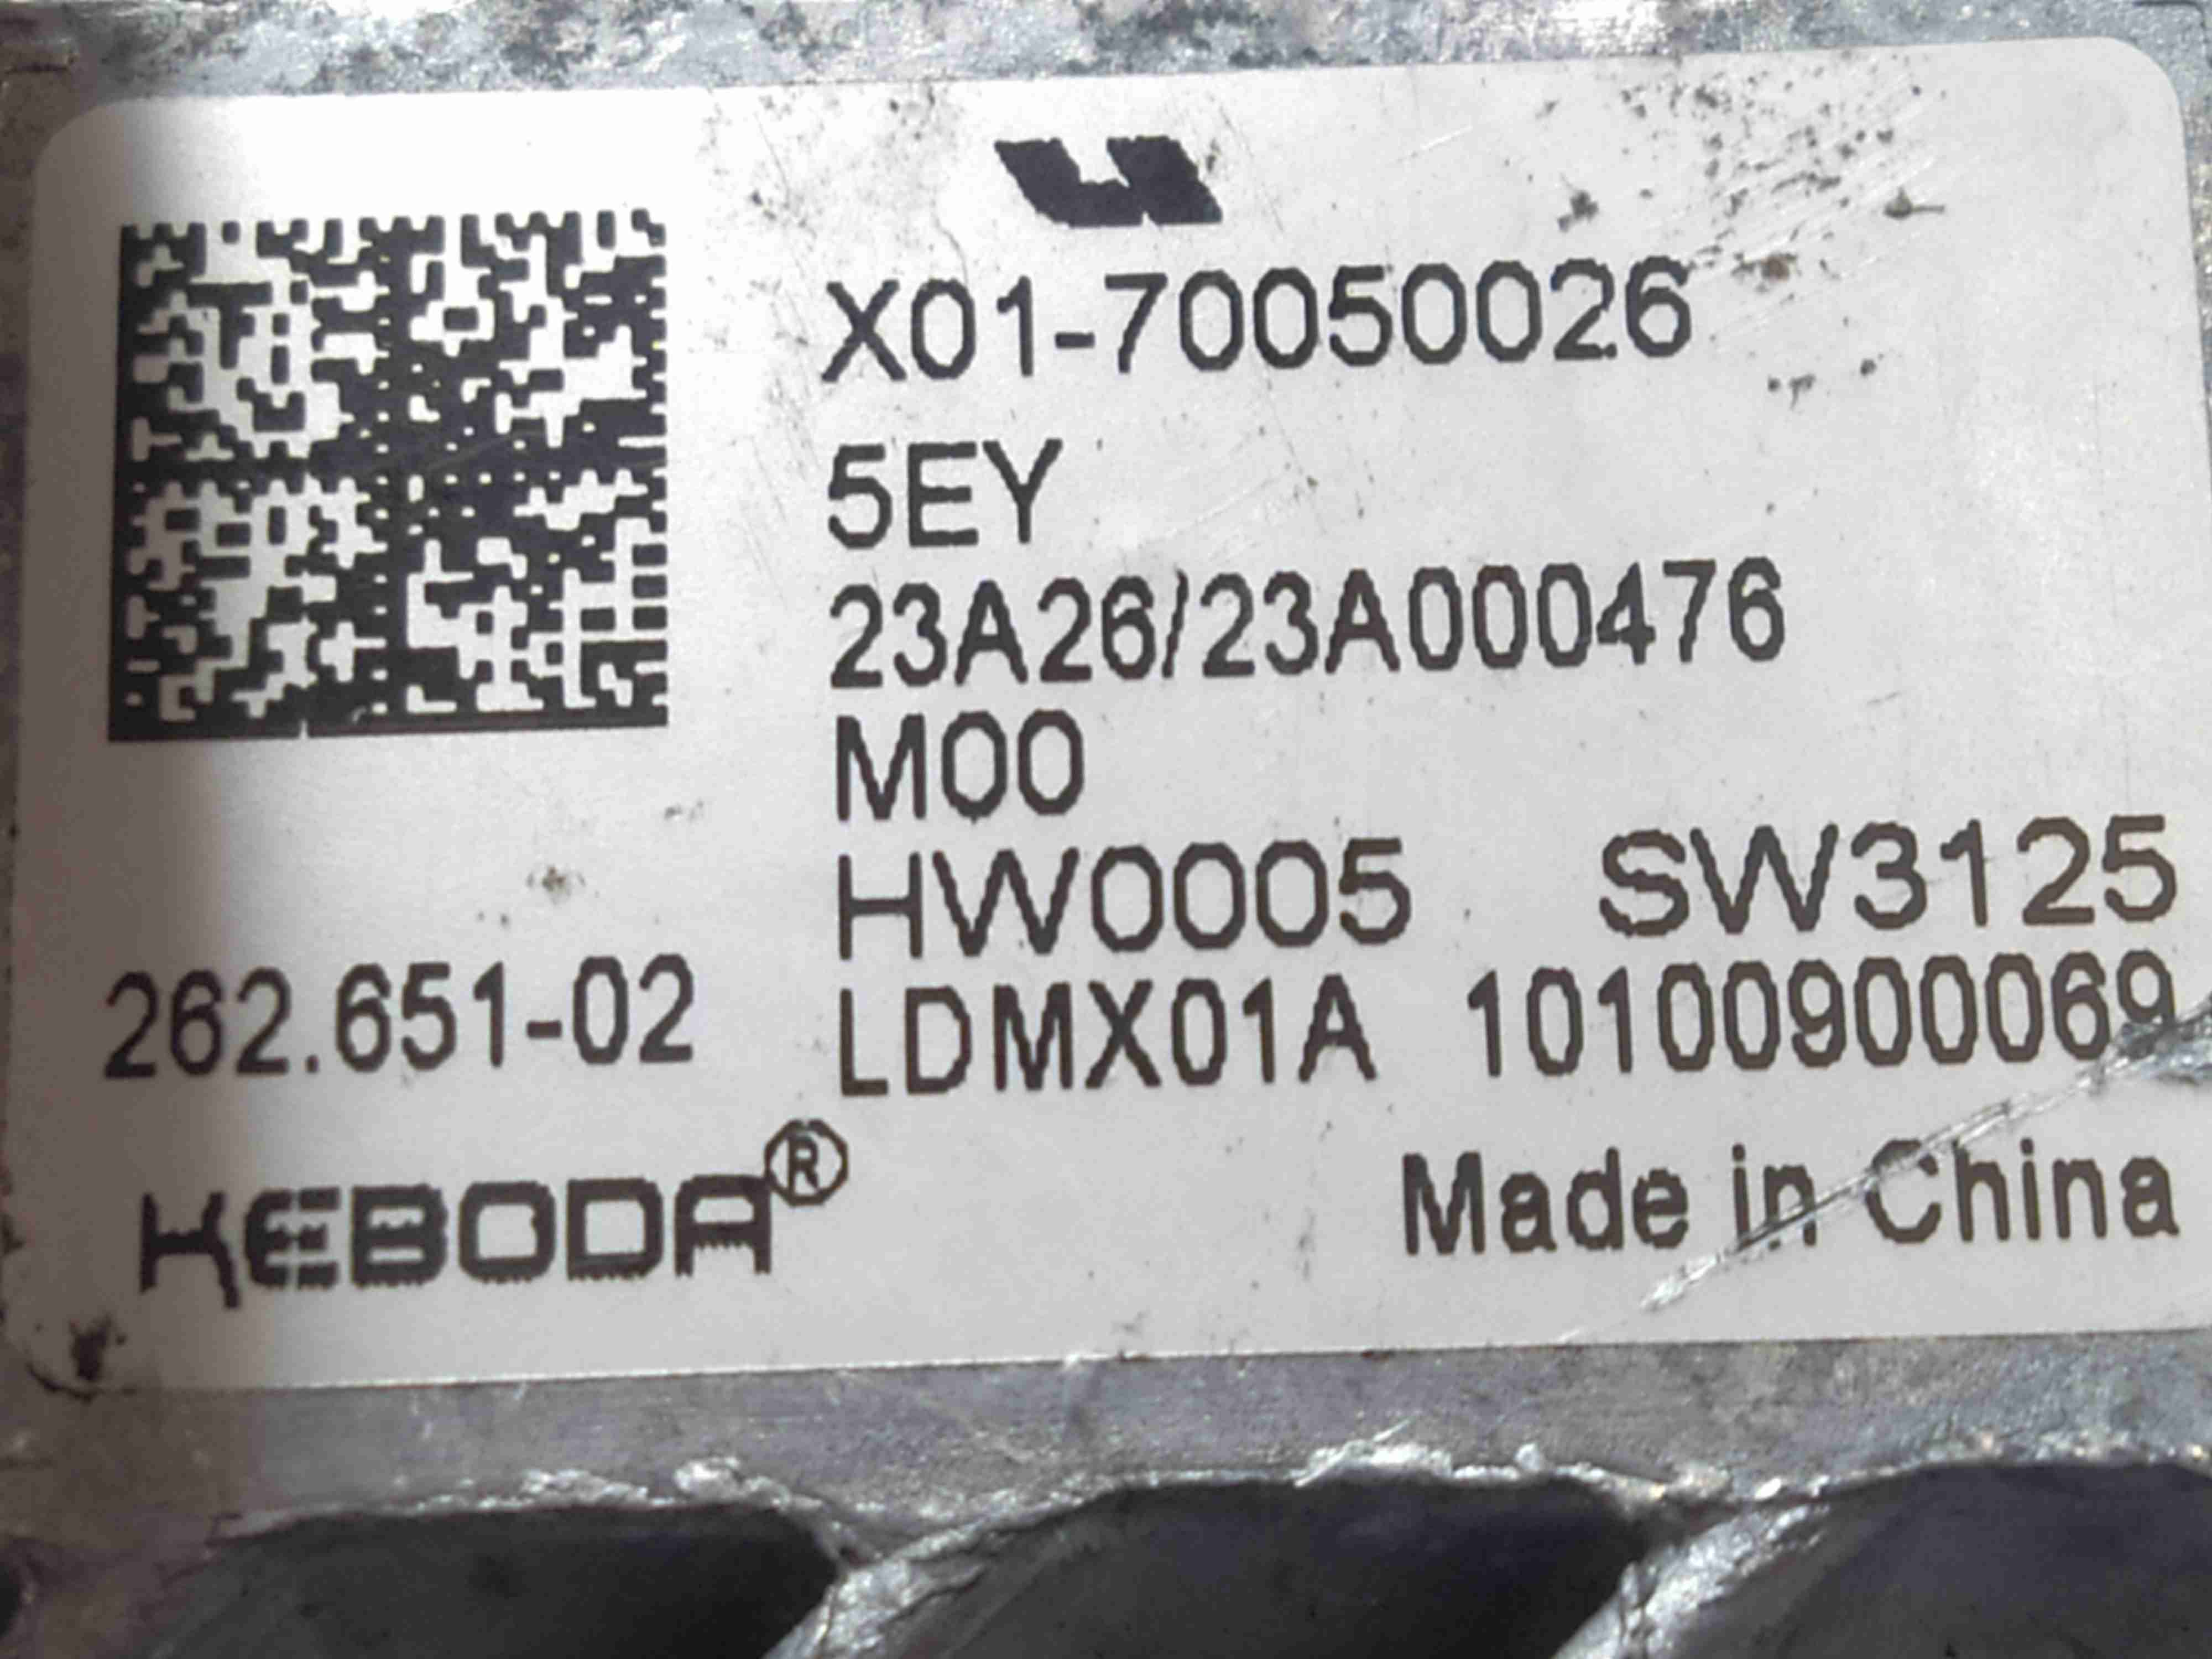 X01-70050026
5EY
23A26/23A000476
M00
HW0005 SW3125
262.651-02 LDMX01A 10100900069
KEBODA® Made in China